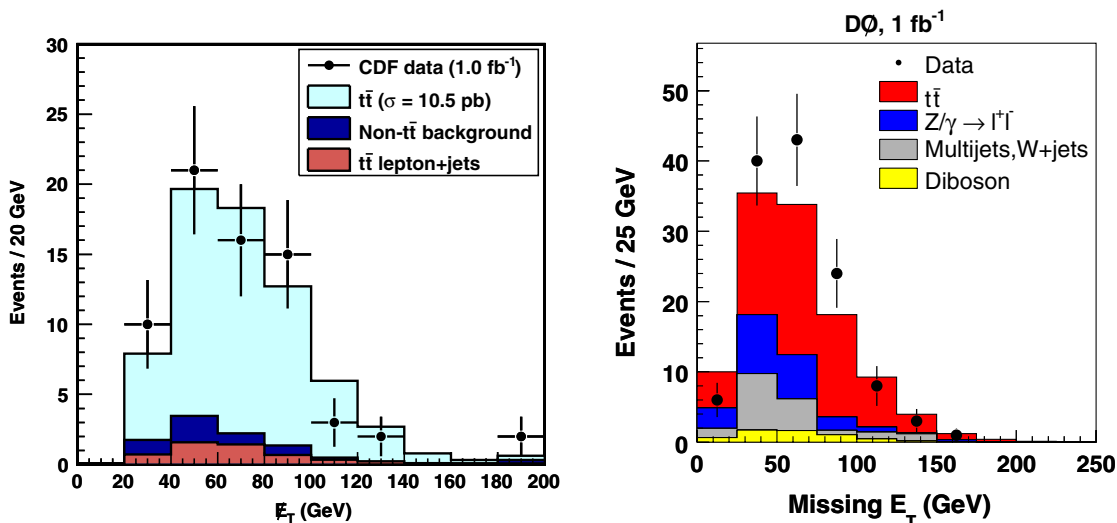 30
25
20
15
10
5
0
Events / 20 GeV
CDF data (1.0 fb⁻¹)
tt̄ (σ = 10.5 pb)
Non-tt̄ background
tt̄ lepton+jets
0 20 40 60 80 100 120 140 160 180 200
E̸_T (GeV)
DØ, 1 fb⁻¹
50
40
30
20
10
0
Events / 25 GeV
Data
tt̄
Z/γ → l⁺l⁻
Multijets,W+jets
Diboson
0 50 100 150 200 250
Missing E_T (GeV)